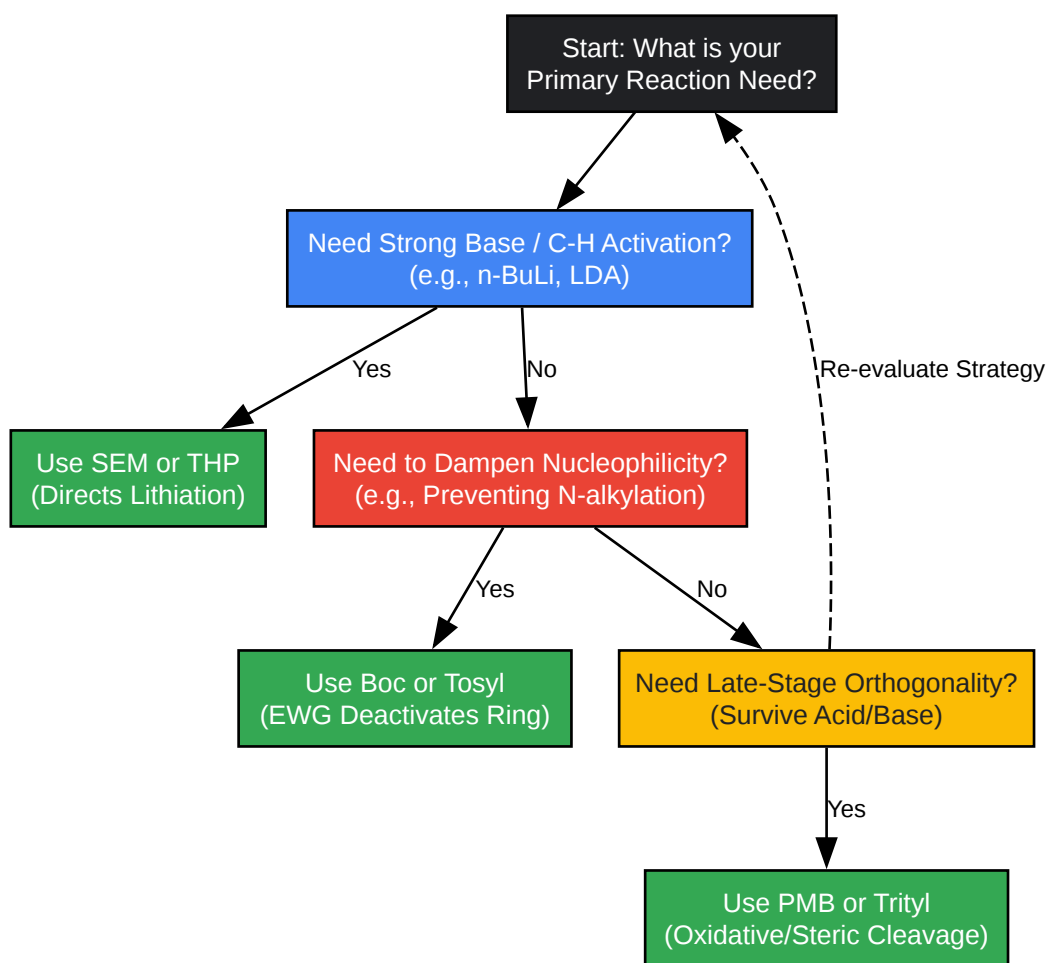 Start: What is your
Primary Reaction Need?
Need Strong Base / C-H Activation?
(e.g., n-BuLi, LDA)
Re-evaluate Strategy
Yes
No
Use SEM or THP
(Directs Lithiation)
Need to Dampen Nucleophilicity?
(e.g., Preventing N-alkylation)
Yes
No
Use Boc or Tosyl
(EWG Deactivates Ring)
Need Late-Stage Orthogonality?
(Survive Acid/Base)
Yes
Use PMB or Trityl
(Oxidative/Steric Cleavage)